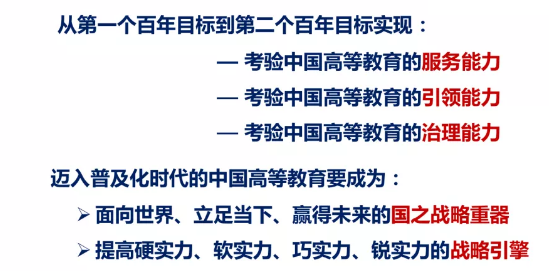 从第一个百年目标到第二个百年目标实现：
— 考验中国高等教育的服务能力
— 考验中国高等教育的引领能力
— 考验中国高等教育的治理能力
迈入普及化时代的中国高等教育要成为：
➢ 面向世界、立足当下、赢得未来的国之战略重器
➢ 提高硬实力、软实力、巧实力、锐实力的战略引擎